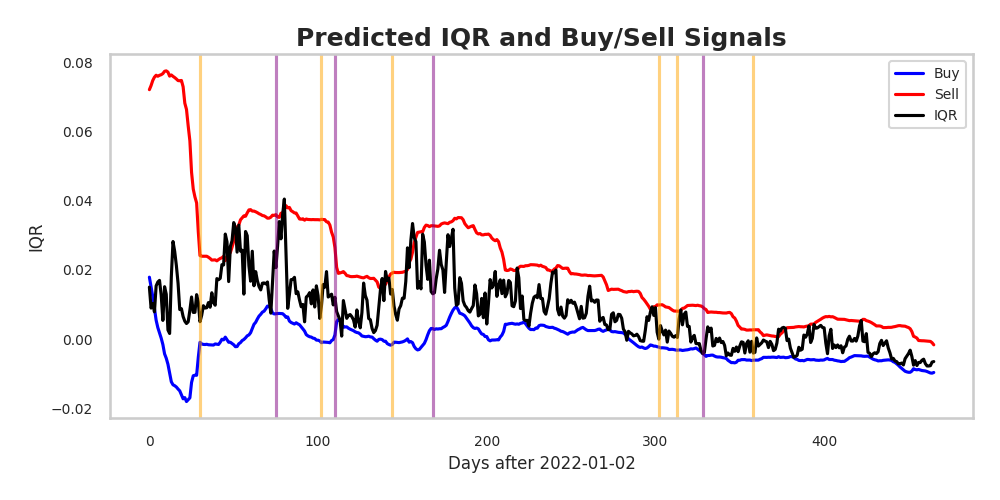 Predicted IQR and Buy/Sell Signals
0.08
0.06
0.04
0.02
0.00
−0.02
IQR
0
100
200
300
400
Days after 2022-01-02
Buy
Sell
IQR